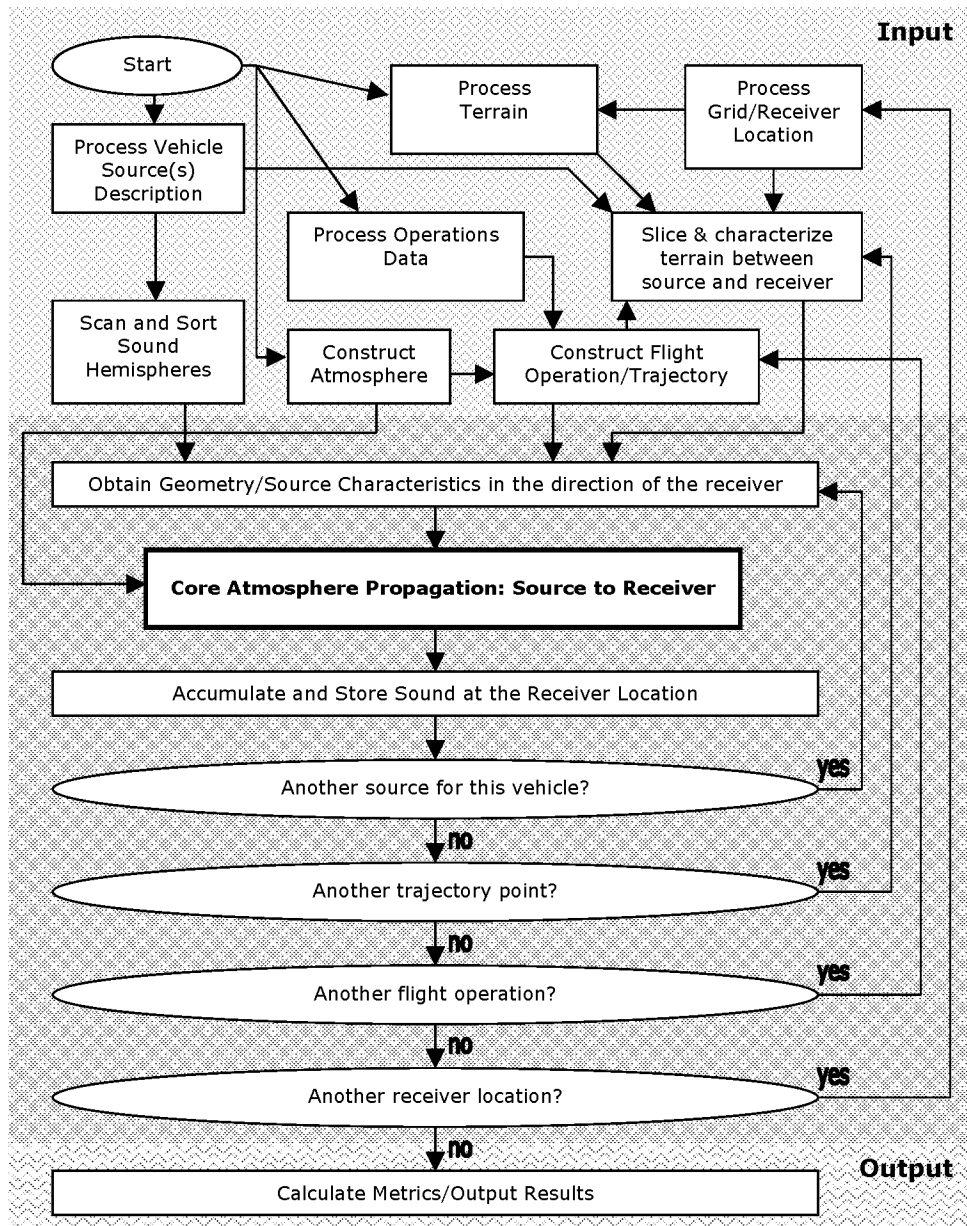 Input
Start
Process
Terrain
Process
Grid/Receiver
Location
Process Vehicle
Source(s)
Description
Process Operations
Data
Slice & characterize
terrain between
source and receiver
Scan and Sort
Sound
Hemispheres
Construct
Atmosphere
Construct Flight
Operation/Trajectory
Obtain Geometry/Source Characteristics in the direction of the receiver
Core Atmosphere Propagation: Source to Receiver
Accumulate and Store Sound at the Receiver Location
Another source for this vehicle?
yes
no
Another trajectory point?
yes
no
Another flight operation?
yes
no
Another receiver location?
yes
no
Output
Calculate Metrics/Output Results